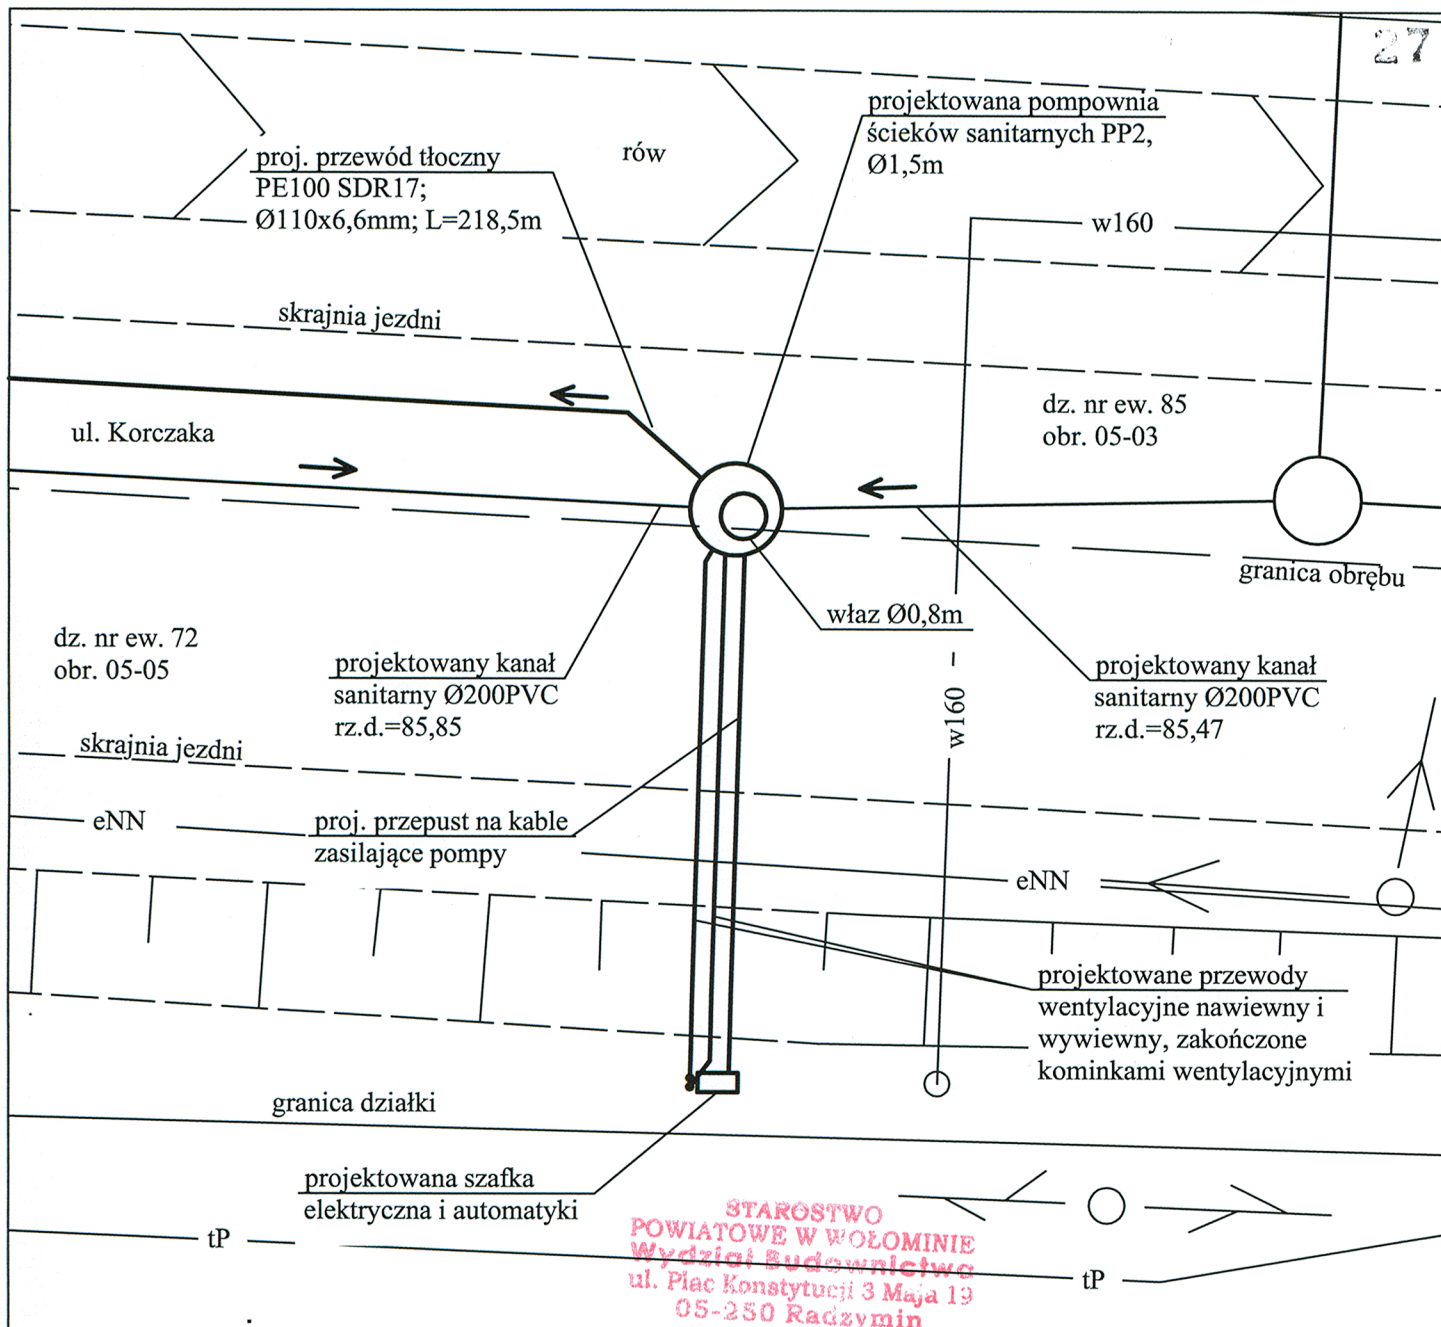 27
projektowana pompownia
ścieków sanitarnych PP2,
Ø1,5m
proj. przewód tłoczny
PE100 SDR17;
Ø110x6,6mm; L=218,5m
rów
w160
skrajnia jezdni
dz. nr ew. 85
obr. 05-03
ul. Korczaka
granica obrębu
właz Ø0,8m
dz. nr ew. 72
obr. 05-05
projektowany kanał
sanitarny Ø200PVC
rz.d.=85,85
projektowany kanał
sanitarny Ø200PVC
rz.d.=85,47
w160
skrajnia jezdni
eNN
proj. przepust na kable
zasilające pompy
eNN
projektowane przewody
wentylacyjne nawiewny i
wywiewny, zakończone
kominkami wentylacyjnymi
granica działki
projektowana szafka
elektryczna i automatyki
STAROSTWO
POWIATOWE W WOŁOMINIE
Wydział Budownictwa
ul. Plac Konstytucji 3 Maja 19
05-250 Radzymin
tP
tP